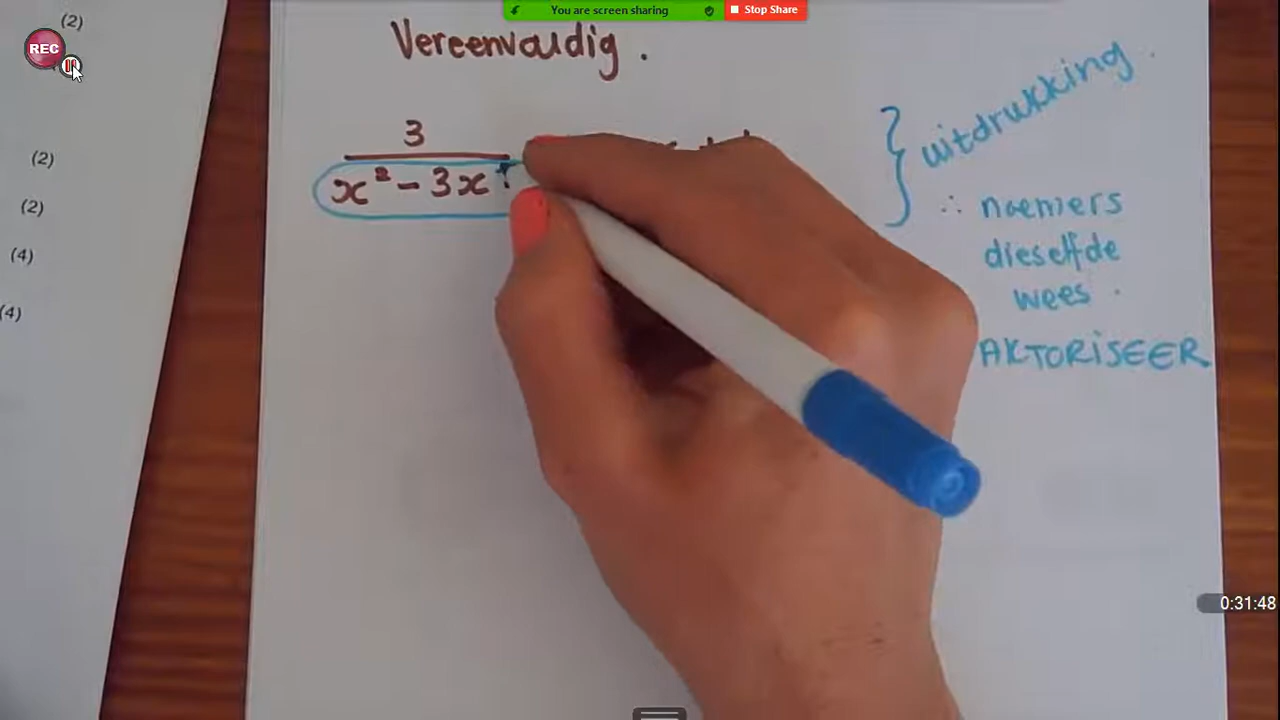 You are screen sharing Stop Share
REC
(2)
(2)
(2)
(4)
(4)
Vereenvoudig.
3
x² - 3x
} uitdrukking.
∴ noemers
dieselfde
wees.
AKTORISEER
0:31:48